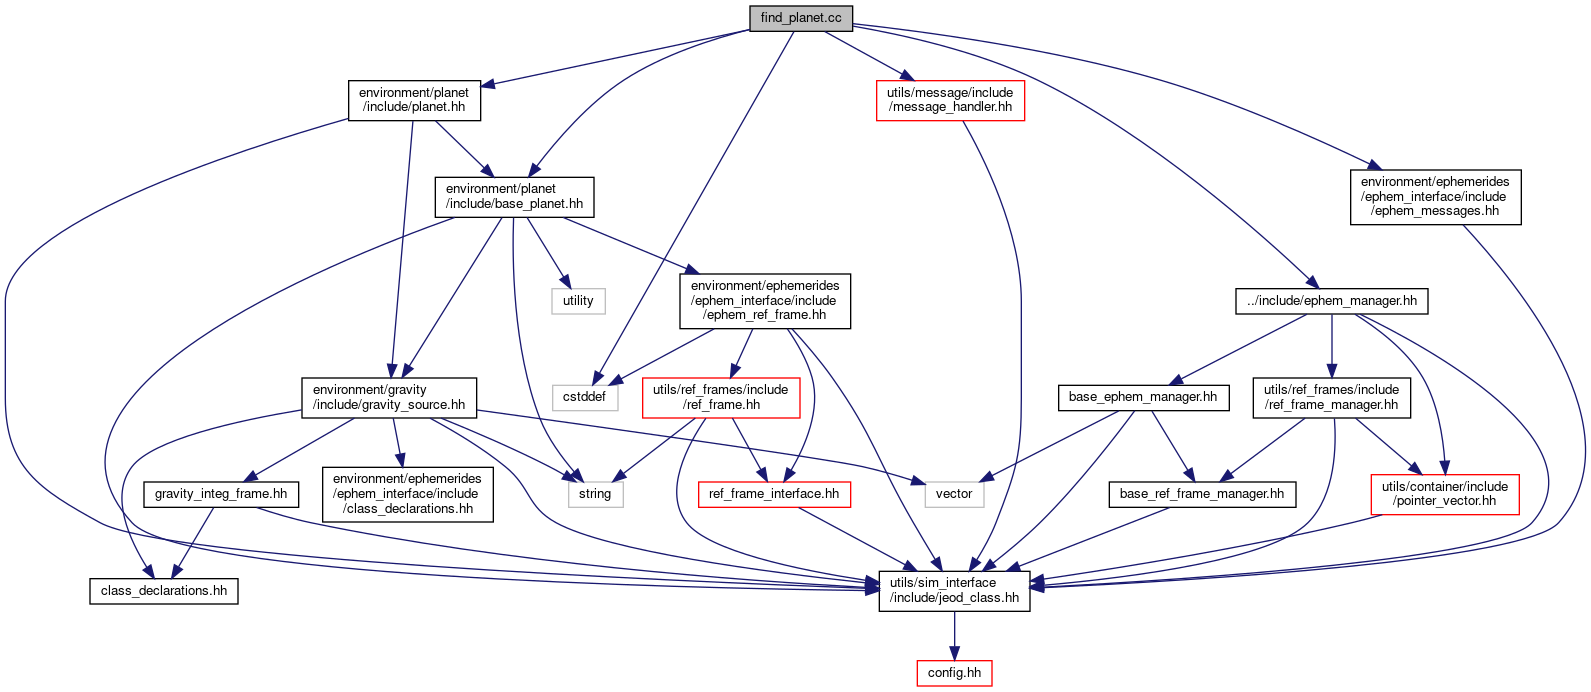 find_planet.cc
environment/planet
/include/planet.hh
utils/message/include
/message_handler.hh
environment/planet
/include/base_planet.hh
environment/ephemerides
/ephem_interface/include
/ephem_messages.hh
utility
environment/ephemerides
/ephem_interface/include
/ephem_ref_frame.hh
../include/ephem_manager.hh
environment/gravity
/include/gravity_source.hh
cstddef
utils/ref_frames/include
/ref_frame.hh
base_ephem_manager.hh
utils/ref_frames/include
/ref_frame_manager.hh
gravity_integ_frame.hh
environment/ephemerides
/ephem_interface/include
/class_declarations.hh
string
ref_frame_interface.hh
vector
base_ref_frame_manager.hh
utils/container/include
/pointer_vector.hh
class_declarations.hh
utils/sim_interface
/include/jeod_class.hh
config.hh